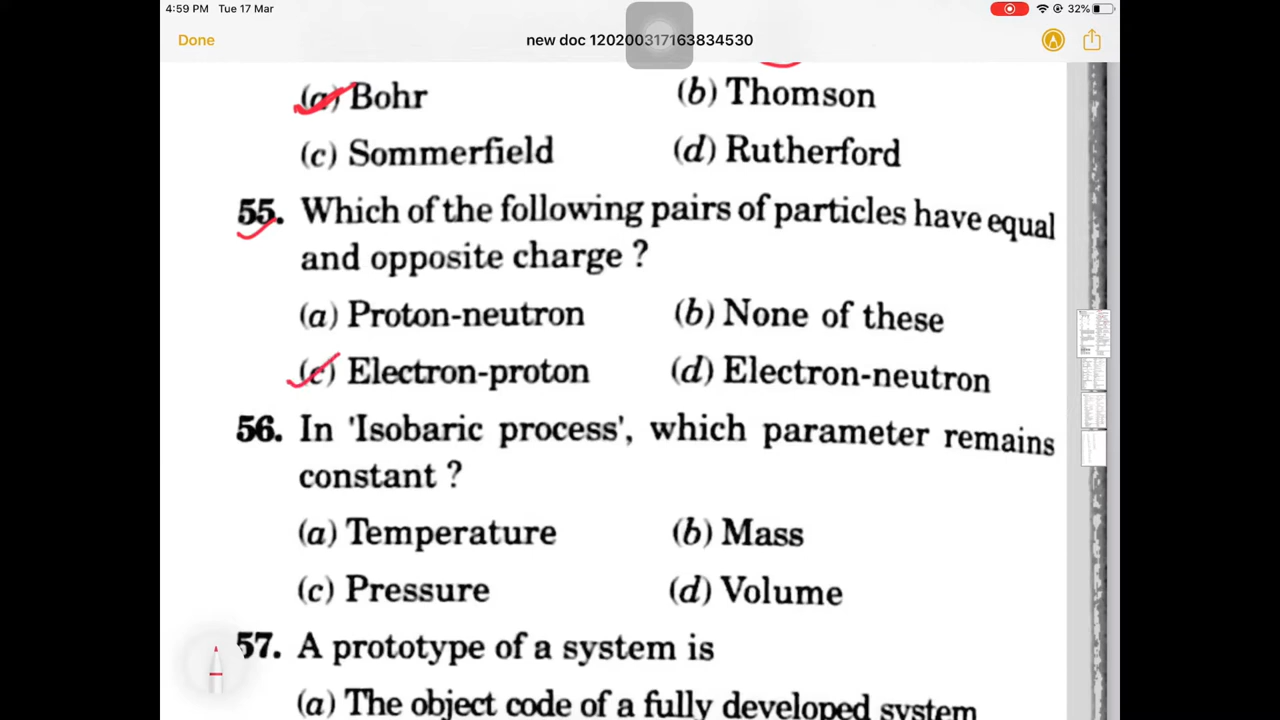 4:59 PM Tue 17 Mar
32%
Done
new doc 120200317163834530
(a) Bohr
(b) Thomson
(c) Sommerfield
(d) Rutherford
55. Which of the following pairs of particles have equal
and opposite charge ?
(a) Proton-neutron
(b) None of these
(c) Electron-proton
(d) Electron-neutron
56. In 'Isobaric process', which parameter remains
constant ?
(a) Temperature
(b) Mass
(c) Pressure
(d) Volume
57. A prototype of a system is
(a) The object code of a fully developed system